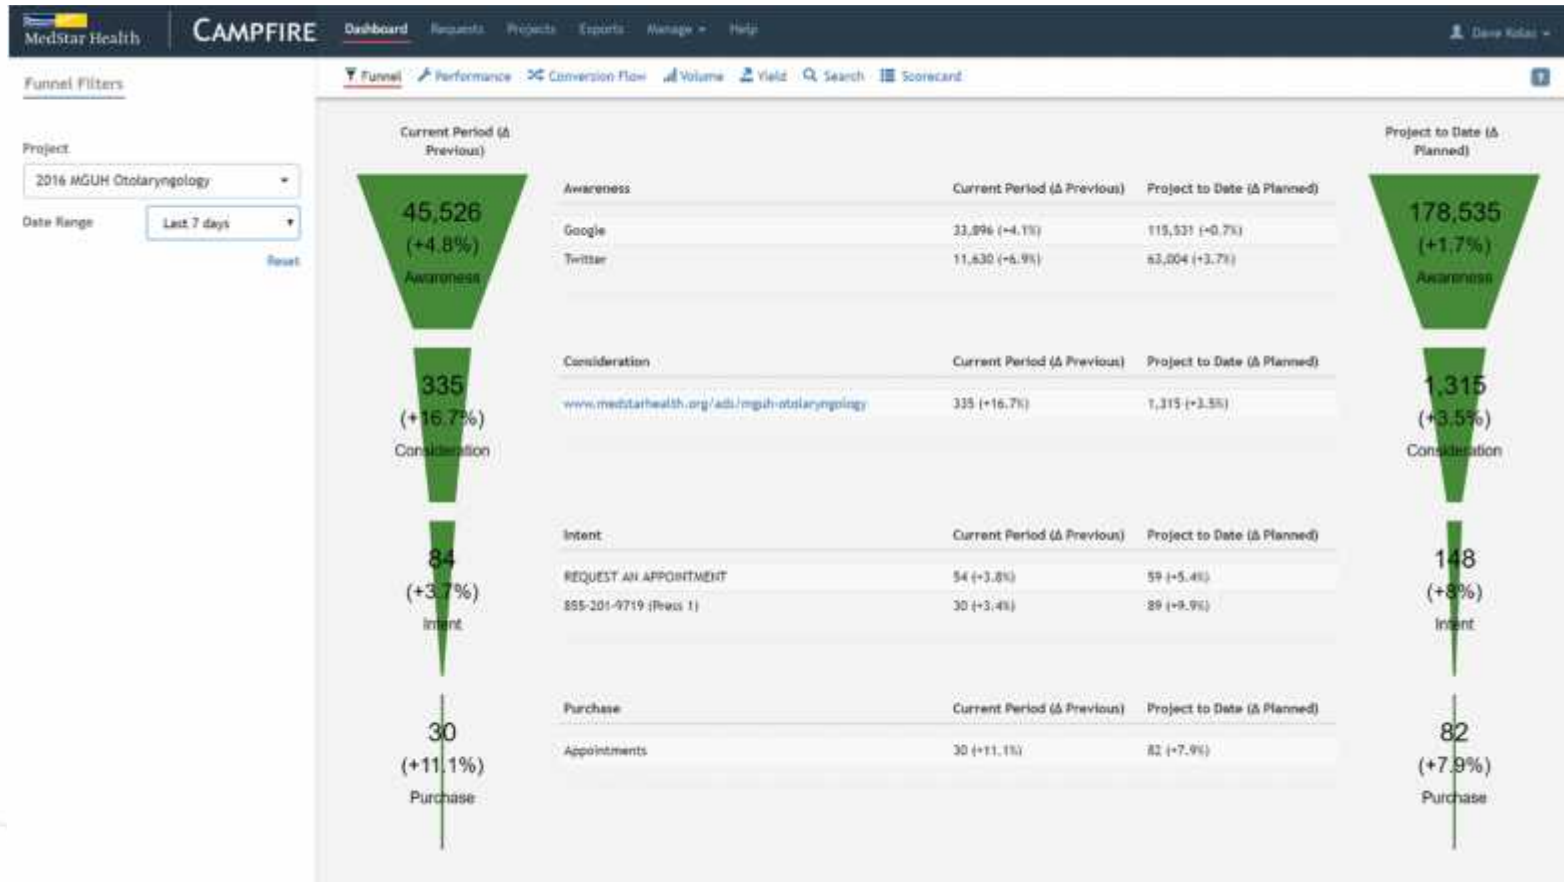 MedStar Health
CAMPFIRE
Dashboard Requests Projects Exports Manage Help
Dave
Funnel Filters
Funnel Performance Conversion Flow Volume Yield Search Scorecard
?
Project
2016 MGUH Otolaryngology
Date Range Last 7 days
Reset
Current Period (Δ
Previous)
45,526
(+4.8%)
Awareness
335
(+16.7%)
Consideration
84
(+3.7%)
Intent
30
(+11.1%)
Purchase
Awareness Current Period (Δ Previous) Project to Date (Δ Planned)
Google 33,896 (+4.1%) 115,531 (+0.7%)
Twitter 11,630 (+6.9%) 63,004 (+3.7%)
Consideration Current Period (Δ Previous) Project to Date (Δ Planned)
www.medstarhealth.org/ads/mguh-otolaryngology 335 (+16.7%) 1,315 (+3.5%)
Intent Current Period (Δ Previous) Project to Date (Δ Planned)
REQUEST AN APPOINTMENT 54 (+3.8%) 59 (+5.4%)
855-201-9719 (Press 1) 30 (+3.4%) 89 (+9.9%)
Purchase Current Period (Δ Previous) Project to Date (Δ Planned)
Appointments 30 (+11.1%) 82 (+7.9%)
Project to Date (Δ
Planned)
178,535
(+1.7%)
Awareness
1,315
(+3.5%)
Consideration
148
(+8%)
Intent
82
(+7.9%)
Purchase